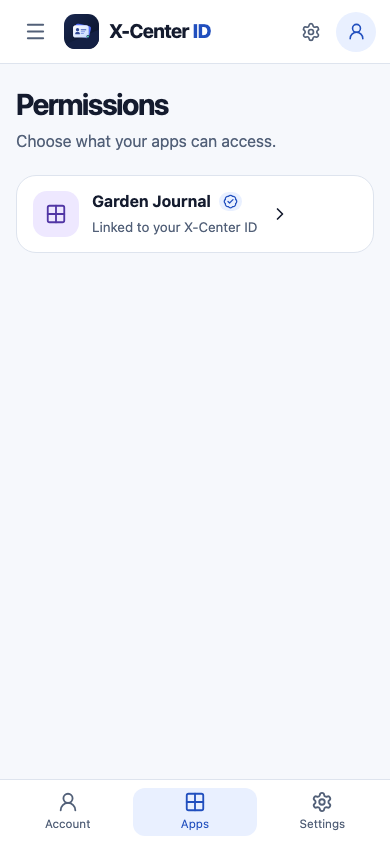 X-Center ID
Permissions
Choose what your apps can access.
Garden Journal
Linked to your X-Center ID
Account
Apps
Settings